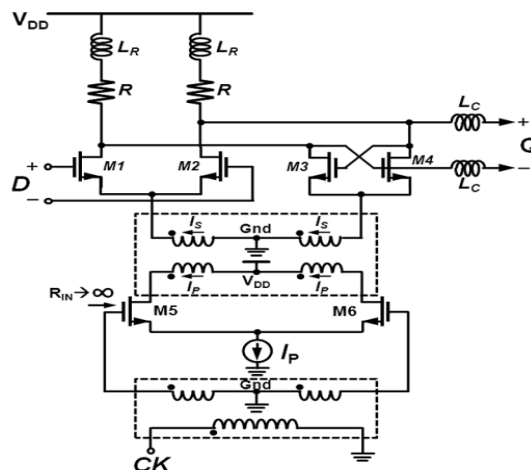 VDD
LR LR
R R
LC
+
Q
M1 M2 M3 M4
+
D
−
−
LC
IS Gnd IS
IP VDD IP
RIN→∞
M5 M6
IP
Gnd
CK